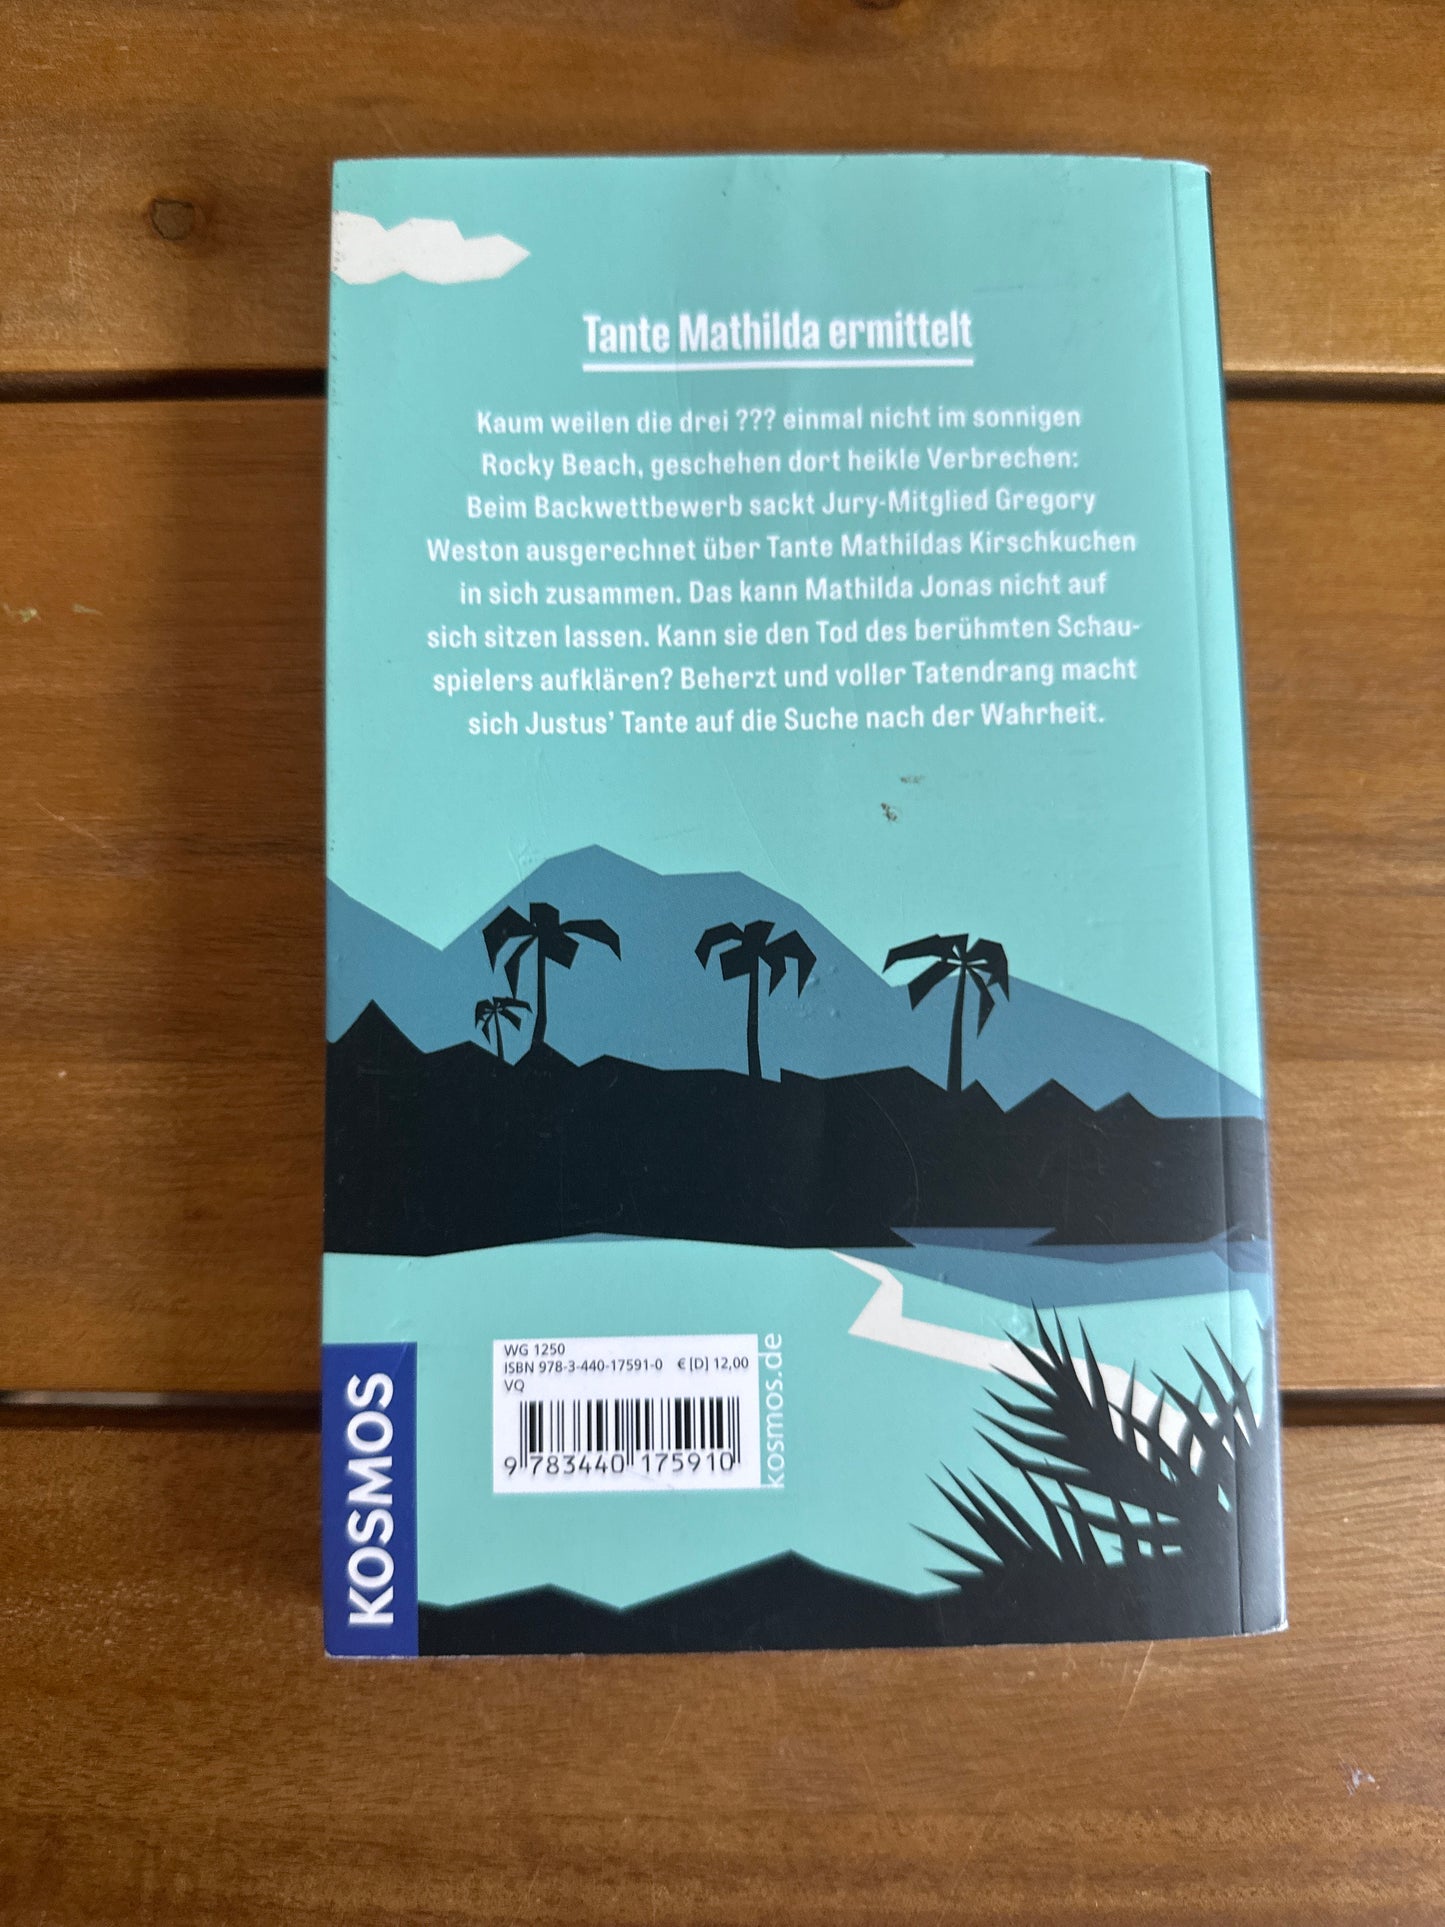 Tante Mathilda ermittelt
Kaum weilen die drei ??? einmal nicht im sonnigen
Rocky Beach, geschehen dort heikle Verbrechen:
Beim Backwettbewerb sackt Jury-Mitglied Gregory
Weston ausgerechnet über Tante Mathildas Kirschkuchen
in sich zusammen. Das kann Mathilda Jonas nicht auf
sich sitzen lassen. Kann sie den Tod des berühmten Schau-
spielers aufklären? Beherzt und voller Tatendrang macht
sich Justus’ Tante auf die Suche nach der Wahrheit.
WG 1250
ISBN 978-3-440-17591-0 € [D] 12,00
VQ
9 783440 175910
kosmos.de
KOSMOS